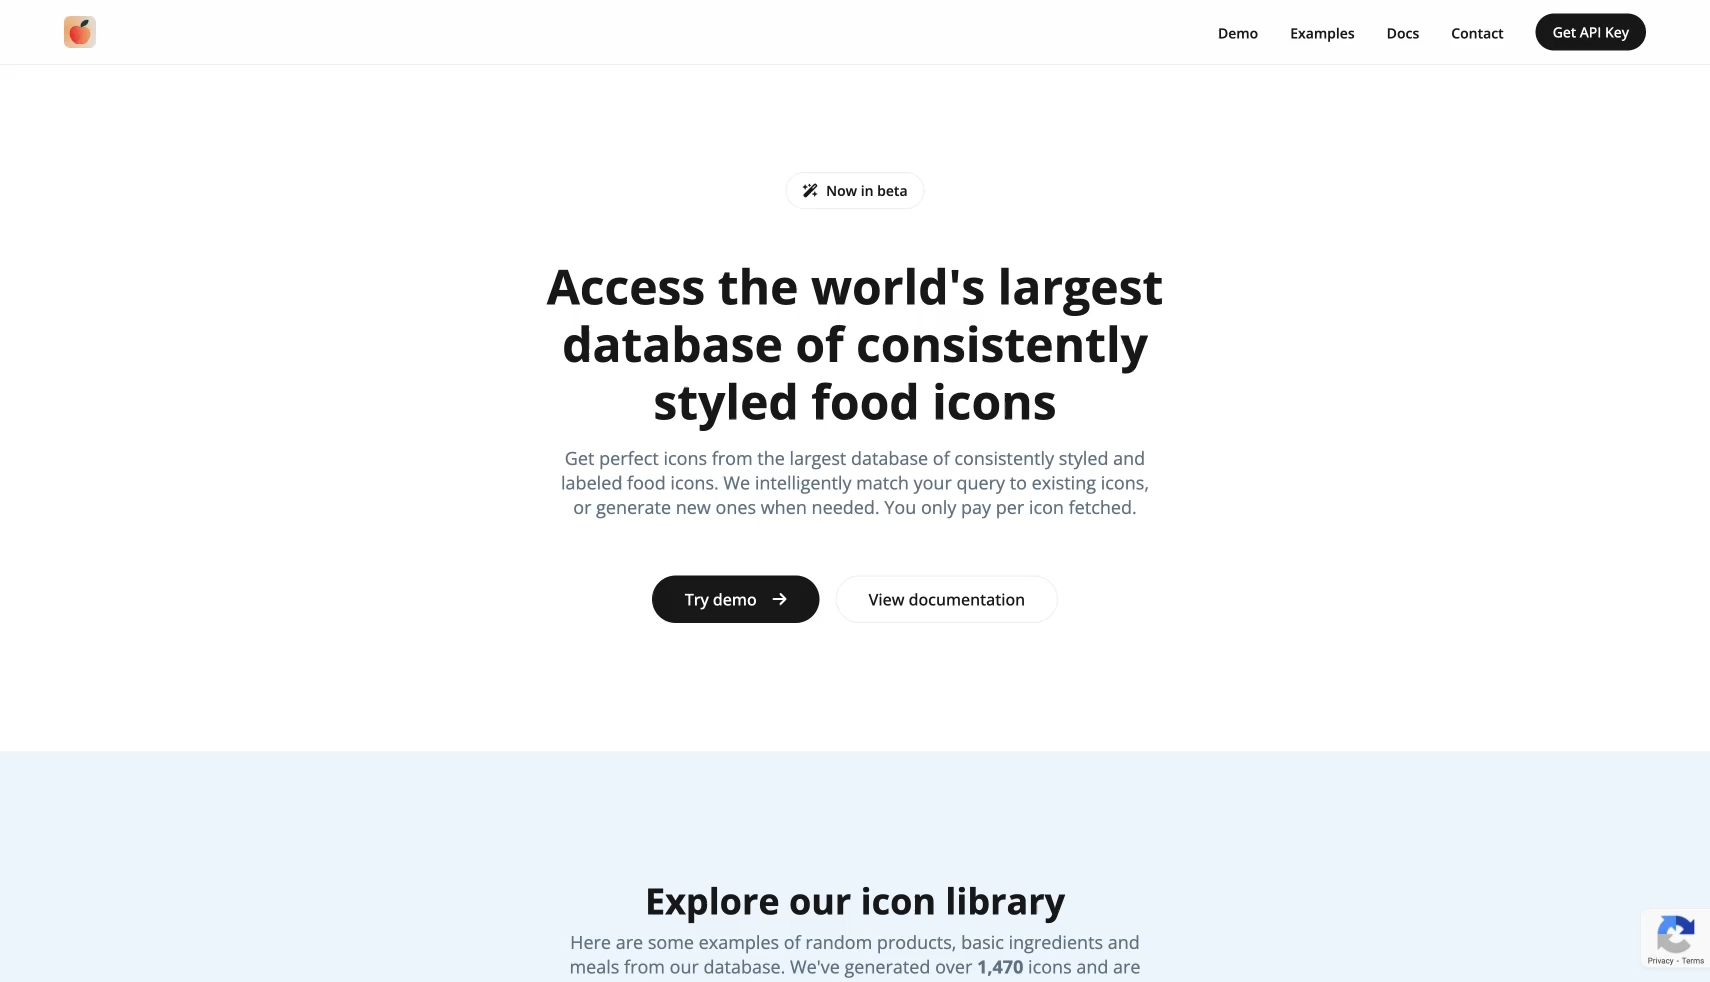 Demo
Examples
Docs
Contact
Get API Key
Now in beta
Access the world's largest
database of consistently
styled food icons
Get perfect icons from the largest database of consistently styled and
labeled food icons. We intelligently match your query to existing icons,
or generate new ones when needed. You only pay per icon fetched.
Try demo
View documentation
Explore our icon library
Here are some examples of random products, basic ingredients and
meals from our database. We've generated over 1,470 icons and are
Privacy - Terms